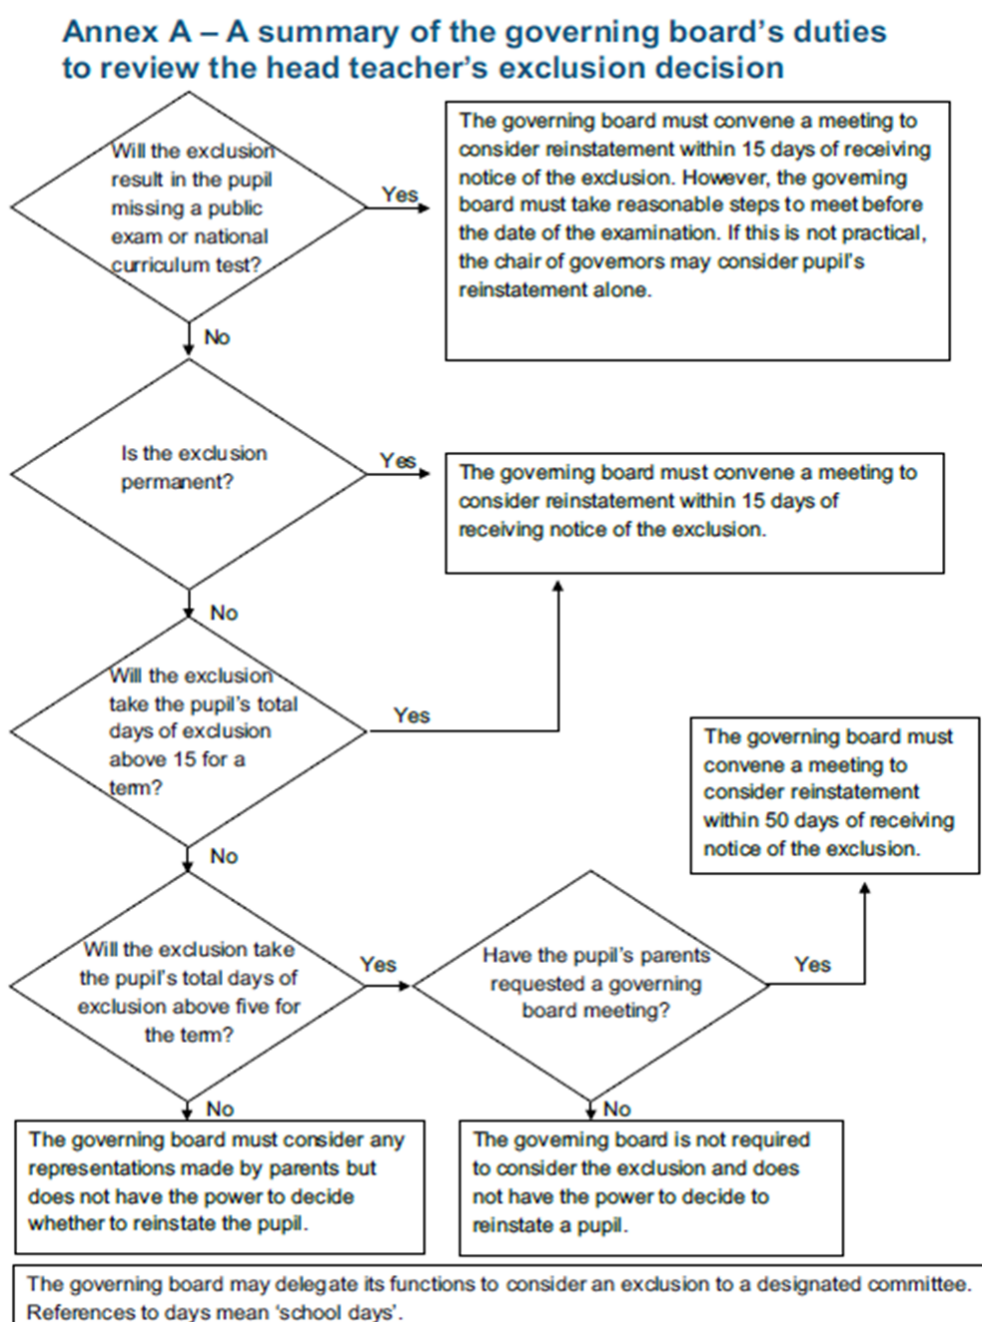 Annex A – A summary of the governing board's duties
to review the head teacher's exclusion decision
Will the exclusion
result in the pupil
missing a public
exam or national
curriculum test?
Yes
The governing board must convene a meeting to
consider reinstatement within 15 days of receiving
notice of the exclusion. However, the governing
board must take reasonable steps to meet before
the date of the examination. If this is not practical,
the chair of governors may consider pupil's
reinstatement alone.
No
Is the exclusion
permanent?
Yes
The governing board must convene a meeting to
consider reinstatement within 15 days of
receiving notice of the exclusion.
No
Will the exclusion
take the pupil's total
days of exclusion
above 15 for a
term?
Yes
The governing board must
convene a meeting to
consider reinstatement
within 50 days of receiving
notice of the exclusion.
No
Will the exclusion take
the pupil's total days of
exclusion above five for
the term?
Yes
Have the pupil's parents
requested a governing
board meeting?
Yes
No
The governing board must consider any
representations made by parents but
does not have the power to decide
whether to reinstate the pupil.
No
The governing board is not required
to consider the exclusion and does
not have the power to decide to
reinstate a pupil.
The governing board may delegate its functions to consider an exclusion to a designated committee.
References to days mean 'school days'.